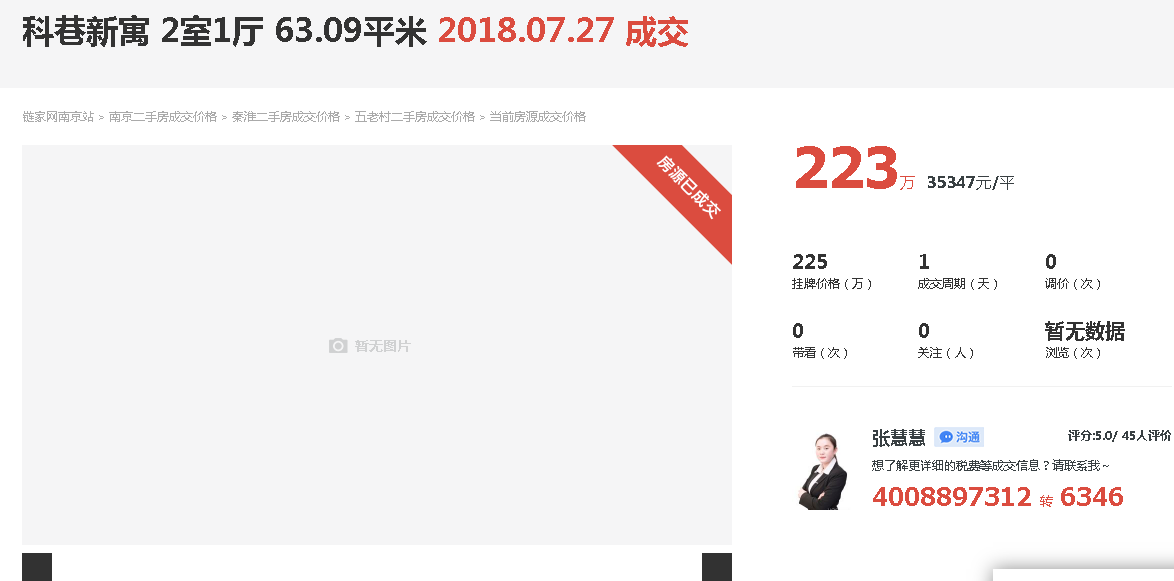 科巷新寓 2室1厅 63.09平米 2018.07.27 成交
链家网南京站 > 南京二手房成交价格 > 秦淮二手房成交价格 > 五老村二手房成交价格 > 当前房源成交价格
房源已成交
暂无图片
223万 35347元/平
225 1 0
挂牌价格（万） 成交周期（天） 调价（次）
0 0 暂无数据
带看（次） 关注（人） 浏览（次）
张慧慧 沟通 评分:5.0/ 45人评价
想了解更详细的税费等成交信息？请联系我~
4008897312 转 6346